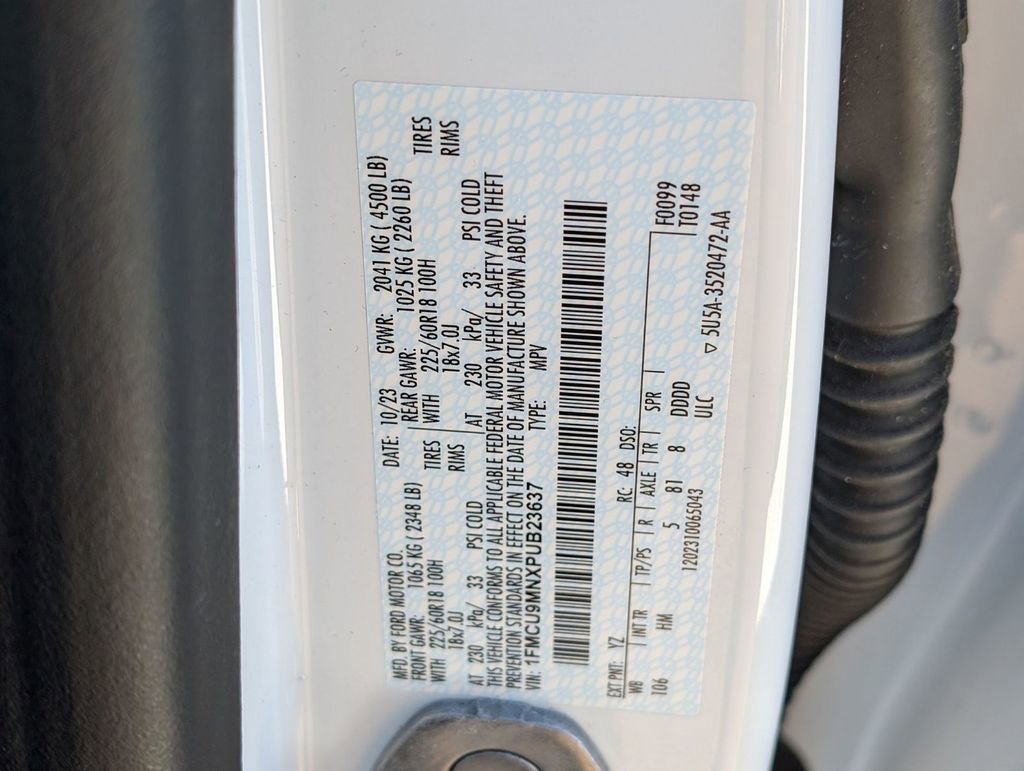 MFD. BY FORD MOTOR CO.
DATE: 10/23 GVWR: 2041 KG ( 4500 LB)
FRONT GAWR: 1065 KG ( 2348 LB) REAR GAWR: 1025 KG ( 2260 LB)
WITH 225/60R18 100H TIRES WITH 225/60R18 100H TIRES
18x7.0J RIMS 18x7.0J RIMS
AT 230 kPa/ 33 PSI COLD AT 230 kPa/ 33 PSI COLD
THIS VEHICLE CONFORMS TO ALL APPLICABLE FEDERAL MOTOR VEHICLE SAFETY AND THEFT
PREVENTION STANDARDS IN EFFECT ON THE DATE OF MANUFACTURE SHOWN ABOVE.
VIN: 1FMCU9MNXPUB23637 TYPE: MPV
EXT PNT: YZ RC: 48 DSO:
WB INT TR TP/PS R AXLE TR SPR F0099
106 HM 5 81 8 DDDD T0148
1202310065043 ULC
▽ 5U5A-3520472-AA